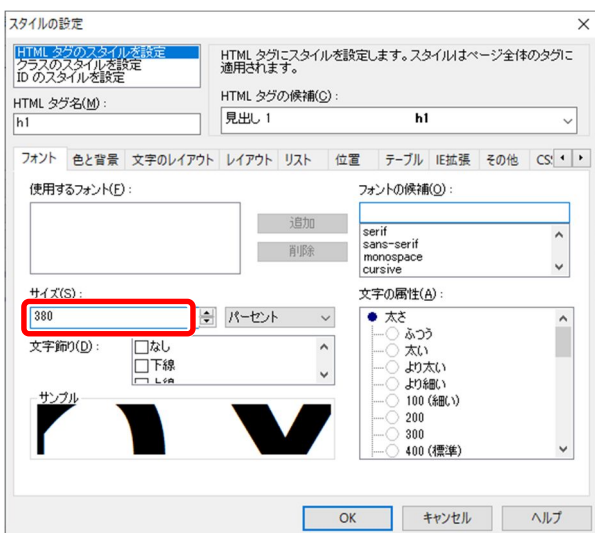 スタイルの設定
HTML タグのスタイルを設定
クラスのスタイルを設定
ID のスタイルを設定
HTML タグにスタイルを設定します。スタイルはページ全体のタグに
適用されます。
HTML タグ名(M):
h1
HTML タグの候補(C):
見出し 1 h1
フォント 色と背景 文字のレイアウト レイアウト リスト 位置 テーブル IE拡張 その他
使用するフォント(F):
追加
削除
フォントの候補(O):
serif
sans-serif
monospace
cursive
サイズ(S):
380 パーセント
文字飾り(D):
なし
下線
上線
文字の属性(A):
太さ
ふつう
太い
より太い
より細い
100 (細い)
200
300
400 (標準)
サンプル
OK キャンセル ヘルプ